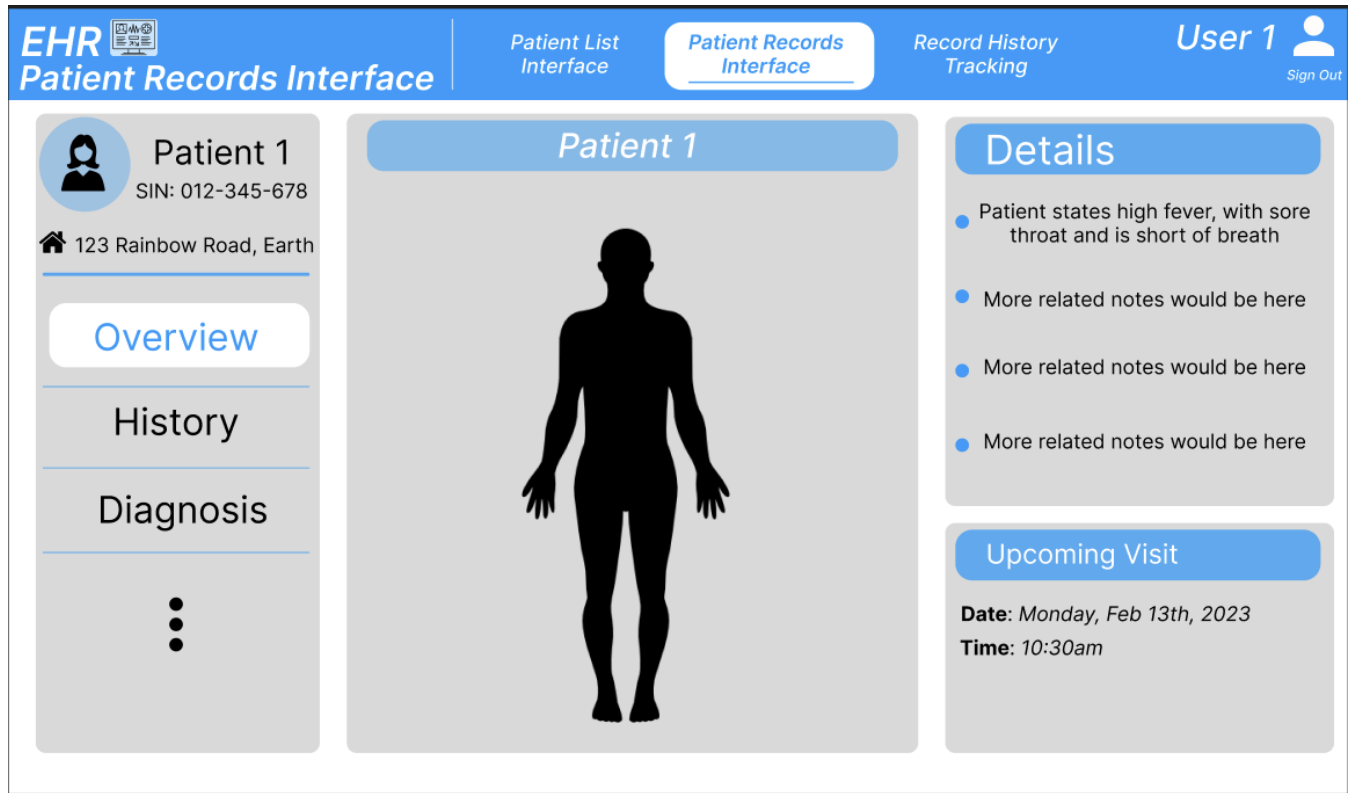 EHR
Patient Records Interface
Patient List
Interface
Patient Records
Interface
Record History
Tracking
User 1
Sign Out
Patient 1
SIN: 012-345-678
123 Rainbow Road, Earth
Overview
History
Diagnosis
Patient 1
Details
Patient states high fever, with sore
throat and is short of breath
More related notes would be here
More related notes would be here
More related notes would be here
Upcoming Visit
Date: Monday, Feb 13th, 2023
Time: 10:30am